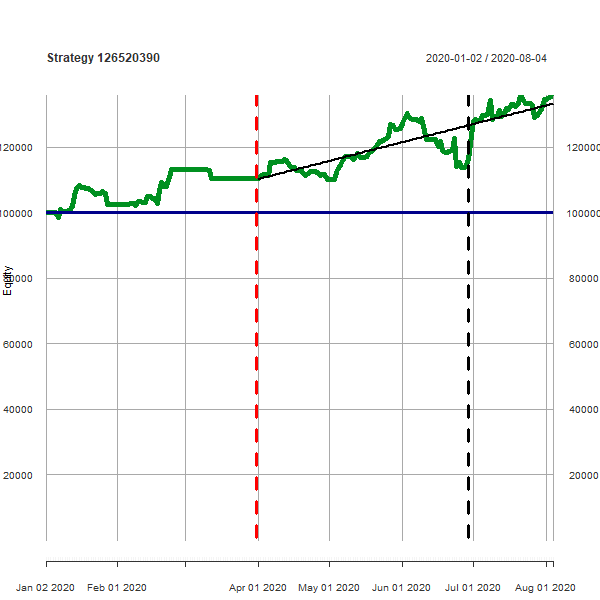 Strategy 126520390
2020-01-02 / 2020-08-04
120000
120000
100000
100000
80000
80000
Equity
60000
60000
40000
40000
20000
20000
Jan 02 2020
Feb 01 2020
Apr 01 2020
May 01 2020
Jun 01 2020
Jul 01 2020
Aug 01 2020